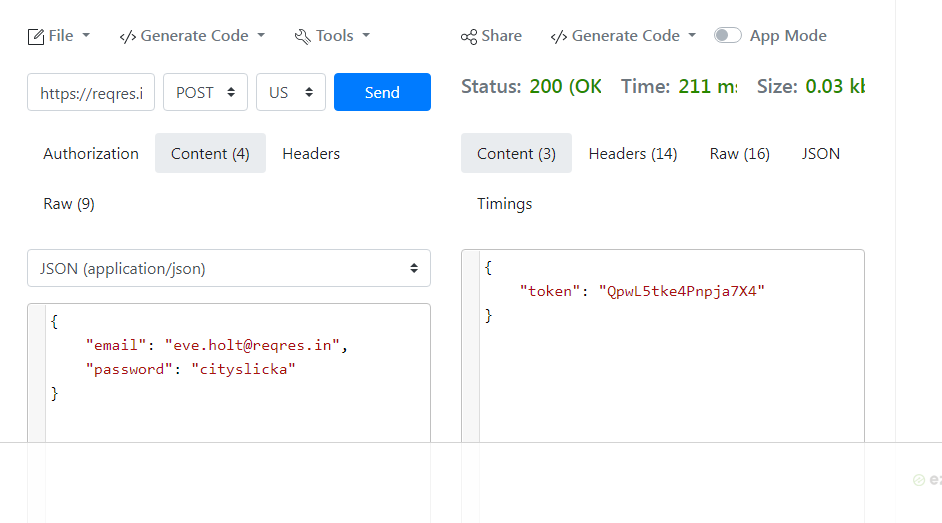 File Generate Code Tools
Share Generate Code App Mode
https://reqres.i POST US Send
Status: 200 (OK Time: 211 ms Size: 0.03 kb
Authorization Content (4) Headers
Raw (9)
Content (3) Headers (14) Raw (16) JSON
Timings
JSON (application/json)
{
"email": "eve.holt@reqres.in",
"password": "cityslicka"
}
{
"token": "QpwL5tke4Pnpja7X4"
}